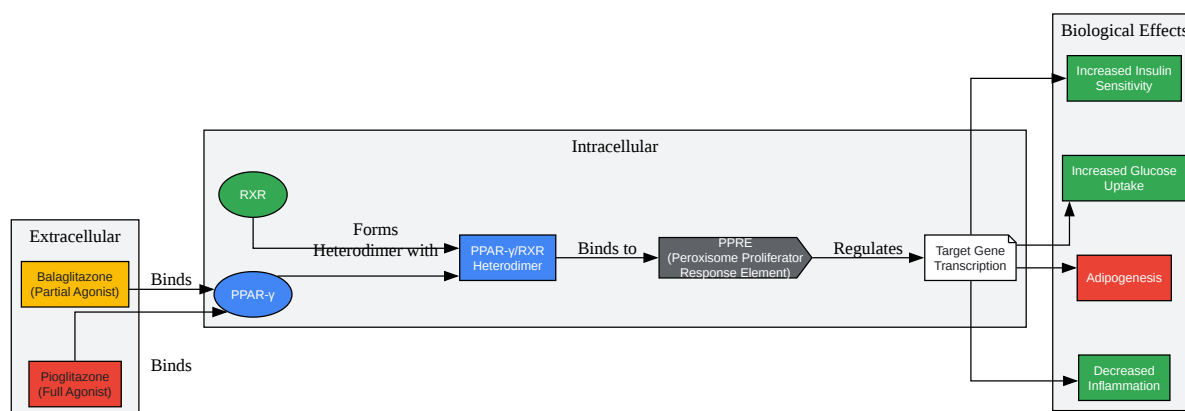 Biological Effects
Increased Insulin
Sensitivity
Intracellular
RXR
Increased Glucose
Uptake
Extracellular
Forms
Heterodimer with
PPAR-γ/RXR
Heterodimer
Binds to
PPRE
(Peroxisome Proliferator
Response Element)
Regulates
Target Gene
Transcription
Balaglitazone
(Partial Agonist)
Binds
PPAR-γ
Adipogenesis
Pioglitazone
(Full Agonist)
Binds
Decreased
Inflammation